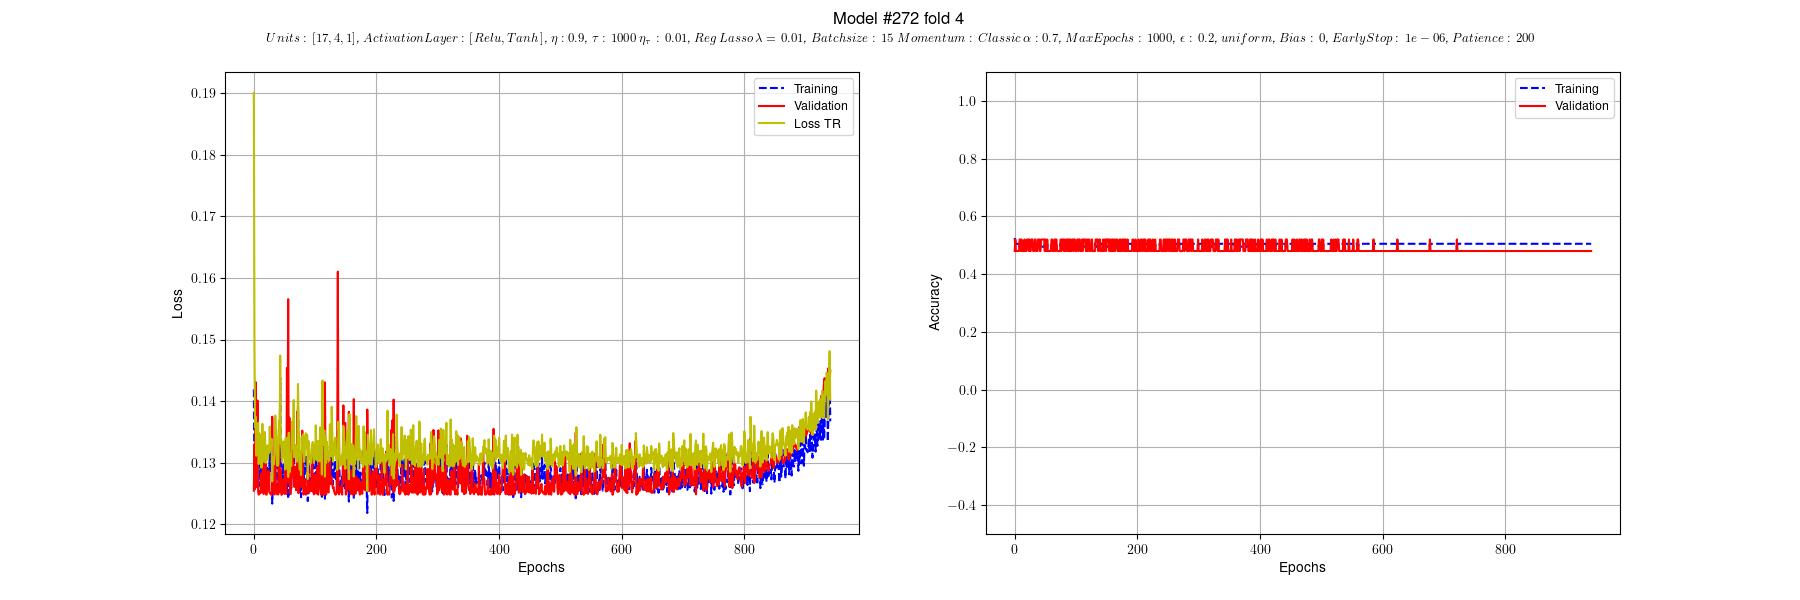 Model #272 fold 4
Units : [17, 4, 1], ActivationLayer : [Relu, Tanh], η : 0.9, τ : 1000 ητ : 0.01, Reg Lasso λ = 0.01, Batchsize : 15 Momentum : Classic α : 0.7, MaxEpochs : 1000, ϵ : 0.2, uniform, Bias : 0, EarlyStop : 1e − 06, Patience : 200
Training
Validation
Loss TR
0.19
0.18
0.17
0.16
0.15
0.14
0.13
0.12
Loss
0
200
400
600
800
Epochs
Training
Validation
1.0
0.8
0.6
0.4
0.2
0.0
−0.2
−0.4
Accuracy
0
200
400
600
800
Epochs